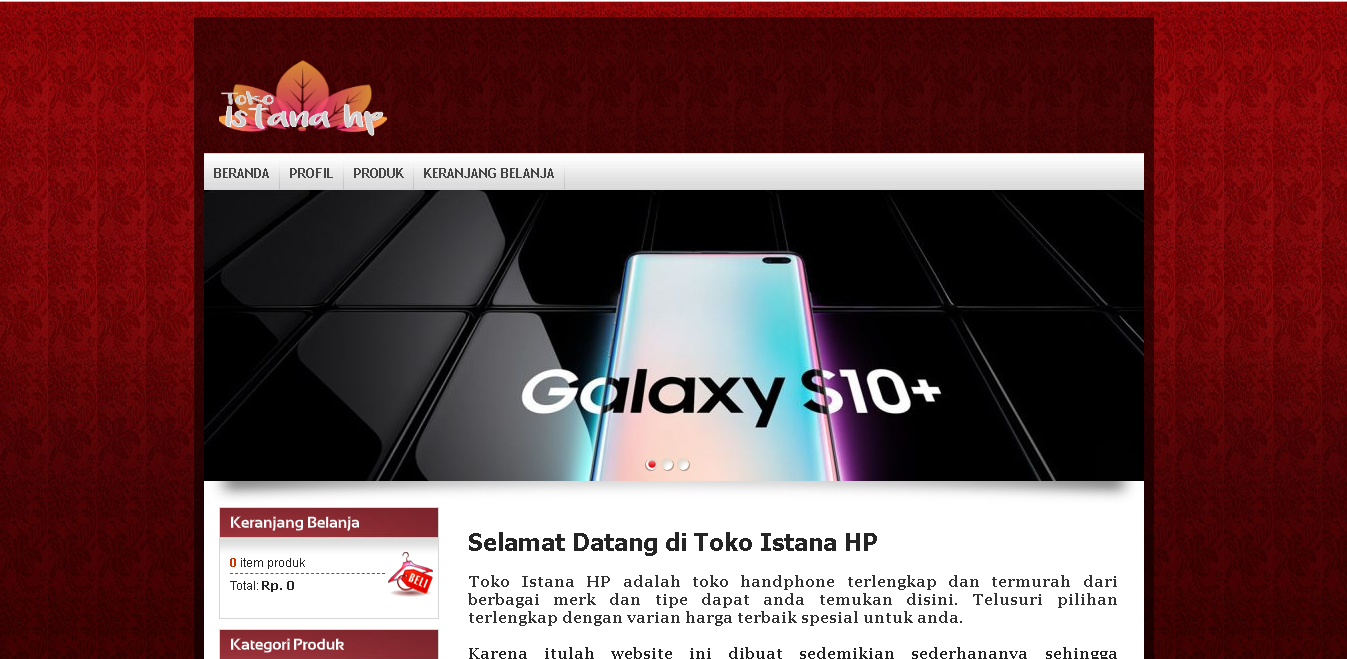 Toko
istana hp
BERANDA PROFIL PRODUK KERANJANG BELANJA
Galaxy S10+
Keranjang Belanja
0 item produk
BELI
Total: Rp. 0
Kategori Produk
Selamat Datang di Toko Istana HP
Toko Istana HP adalah toko handphone terlengkap dan termurah dari
berbagai merk dan tipe dapat anda temukan disini. Telusuri pilihan
terlengkap dengan varian harga terbaik spesial untuk anda.
Karena itulah website ini dibuat sedemikian sederhananya sehingga